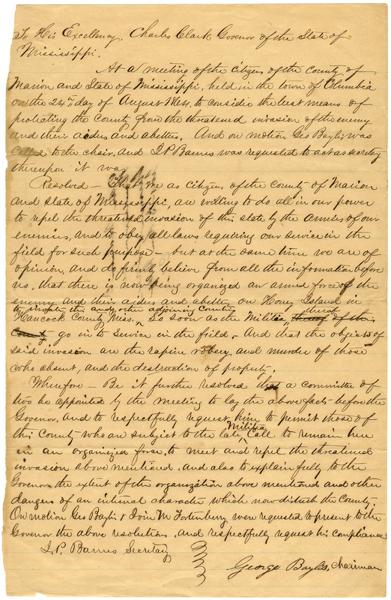 To His Excellency, Charles Clark Govenor of the State of
Mississippi.
At a meeting of the citizens of the county of
Marion and State of Mississippi, held in the town of Columbia
on the 24th day of August 1864. to consider the best means of
protecting the County from the threatened invasion of the enemy
and their aiders and abetters. And on motion Geo Baylis was
called to the chair, and I. P. Barnes was requested to act as secretary
thereupon it was
Resolved - That we as citizens of the county of Marion
and State of Mississippi, are willing to do all in our power
to repel the threatened invasion of this state by the armies of our
enemies, and to obey all laws requiring our service in the
field for such purpose - but at the same time we are of
opinion, and do firmly believe from all the information before
us, that there is now being organized an armed force of the
enemy and their aiders and abetters on Honey Island in
to invade this and other adjoining Counties
Hancock County Miss, so soon as the Militia
go in to service in the field, And that the objects of
said invasion are the rapine robery and murder of those
who absent, and the destruction of property.
Wherefore - Be it further resolved that a committee of
two be appointed by the meeting to lay the above facts before the
Governor, and to respectfully request him to permit those of
this County who are subject to the late Militia Call to remain here
in an organized force, to meet and repel the threatened
invasion above mentioned. and also to explain fully to the
Govenor the extent of the organization above mentioned and other
dangers of an internal character which now disturb the County.
On motion Geo Baylis & M Fortenbury were requested to present to the
Governor the above resolutions, and respectfully request his compliance
I. P. Barnes Secretary
George Baylis, chairman